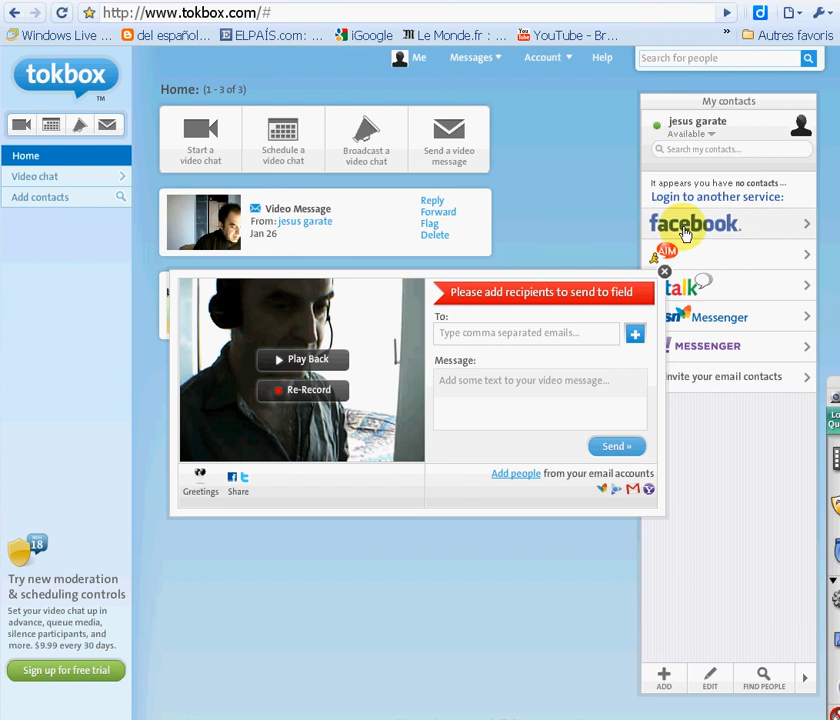 http://www.tokbox.com/#
Windows Live ...
del español...
ELPAÍS.com: ...
iGoogle
Le Monde.fr : ...
YouTube - Br...
»
Otros favoris
tokbox
TM
Me
Messages
Account
Help
Search for people
Home: (1 - 3 of 3)
Start a video chat
Schedule a video chat
Broadcast a video chat
Send a video message
Home
Video chat
Add contacts
Video Message
From: jesus garate
Jan 26
Reply
Forward
Flag
Delete
My contacts
jesus garate
Available
Search my contacts...
It appears you have no contacts...
Login to another service:
facebook.
AIM
talk
sn Messenger
! MESSENGER
nvite your email contacts
Play Back
Re-Record
Please add recipients to send to field
To:
Type comma separated emails...
Message:
Add some text to your video message...
Send »
Greetings
Share
Add people from your email accounts
18
Try new moderation
& scheduling controls
Set your video chat up in
advance, queue media,
silence participants, and
more. $9.99 every 30 days.
Sign up for free trial
ADD
EDIT
FIND PEOPLE
Lo
Qu